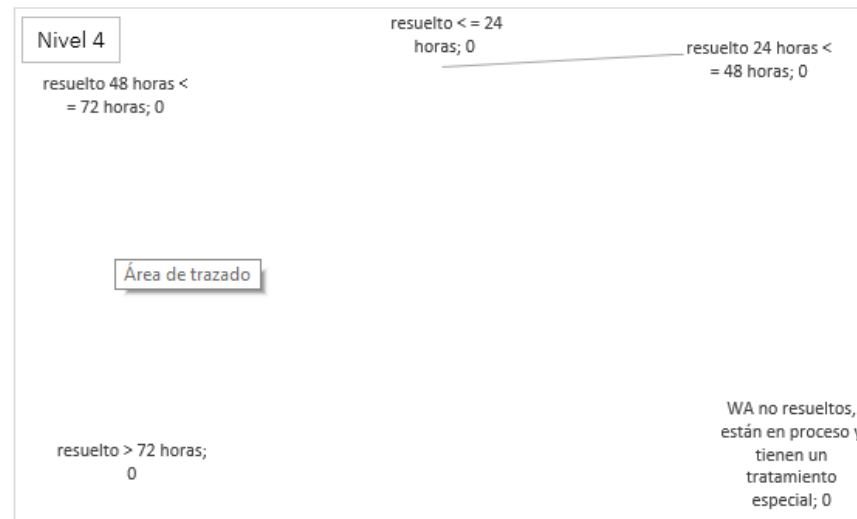 Nivel 4
resuelto < = 24
horas; 0
resuelto 24 horas <
= 48 horas; 0
resuelto 48 horas <
= 72 horas; 0
Área de trazado
resuelto > 72 horas;
0
WA no resueltos,
están en proceso y
tienen un
tratamiento
especial; 0